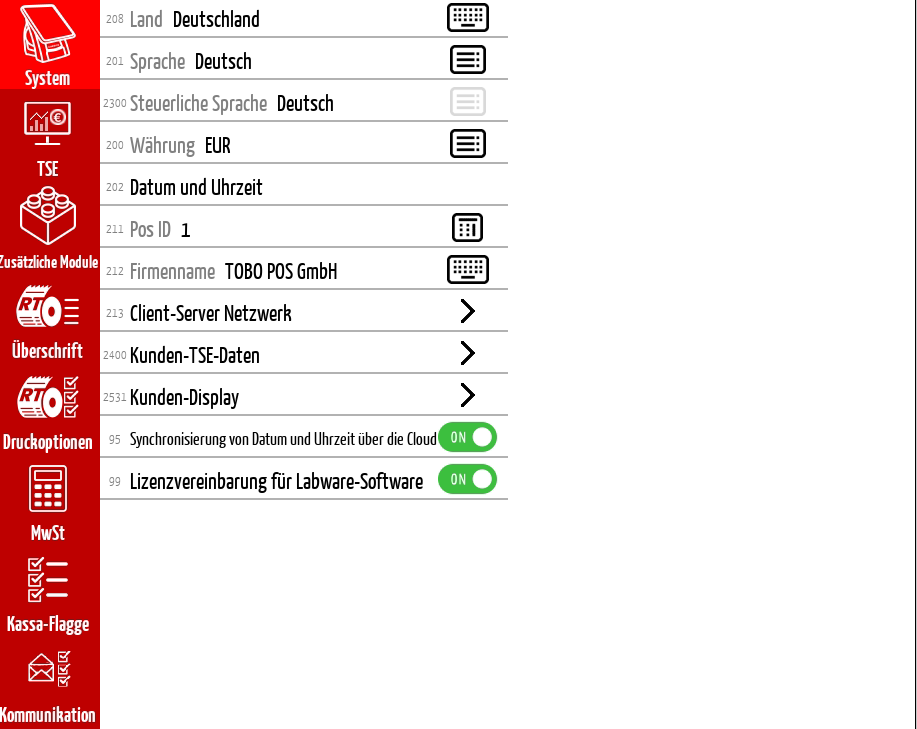 System
TSE
Zusätzliche Module
RT
Überschrift
RT
Druckoptionen
MwSt
Kassa-Flagge
Kommunikation
208 Land Deutschland
201 Sprache Deutsch
2300 Steuerliche Sprache Deutsch
200 Währung EUR
202 Datum und Uhrzeit
211 Pos ID 1
212 Firmenname TOBO POS GmbH
213 Client-Server Netzwerk
2400 Kunden-TSE-Daten
2531 Kunden-Display
95 Synchronisierung von Datum und Uhrzeit über die Cloud ON
99 Lizenzvereinbarung für Labware-Software ON